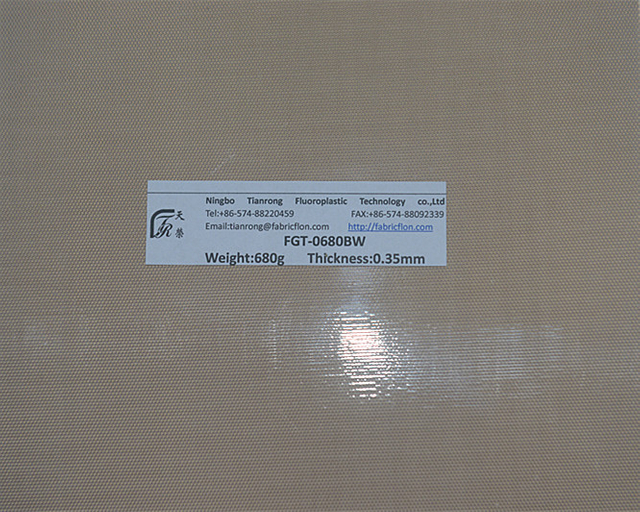 Ningbo Tianrong Fluoroplastic Technology co.,Ltd
Tel:+86-574-88220459 FAX:+86-574-88092339
Email:tianrong@fabricflon.com http://fabricflon.com
FGT-0680BW
Weight:680g Thickness:0.35mm
TR
天
荣